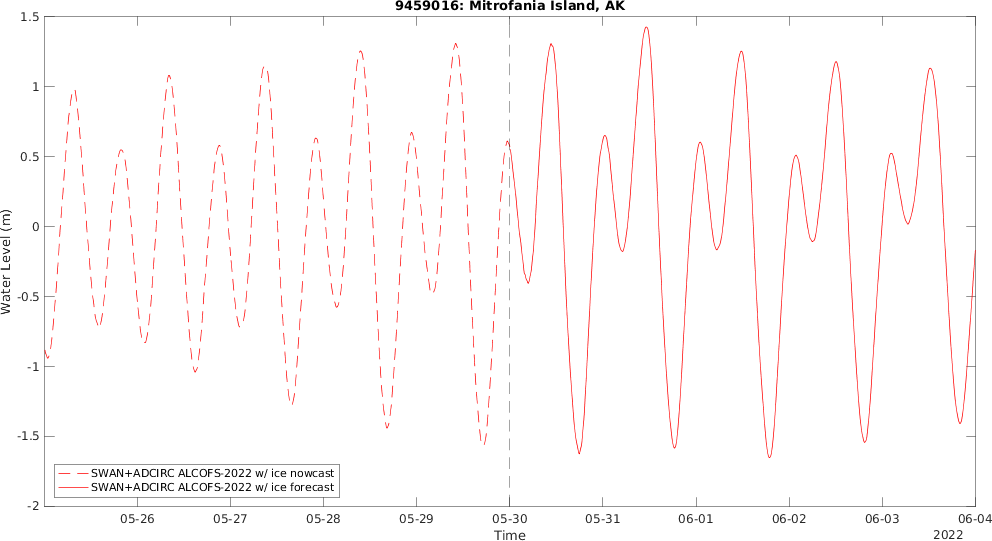 9459016: Mitrofania Island, AK
Water Level (m)
1.5
1
0.5
0
-0.5
-1
-1.5
-2
SWAN+ADCIRC ALCOFS-2022 w/ ice nowcast
SWAN+ADCIRC ALCOFS-2022 w/ ice forecast
05-26 05-27 05-28 05-29 05-30 05-31 06-01 06-02 06-03 06-04
Time
2022